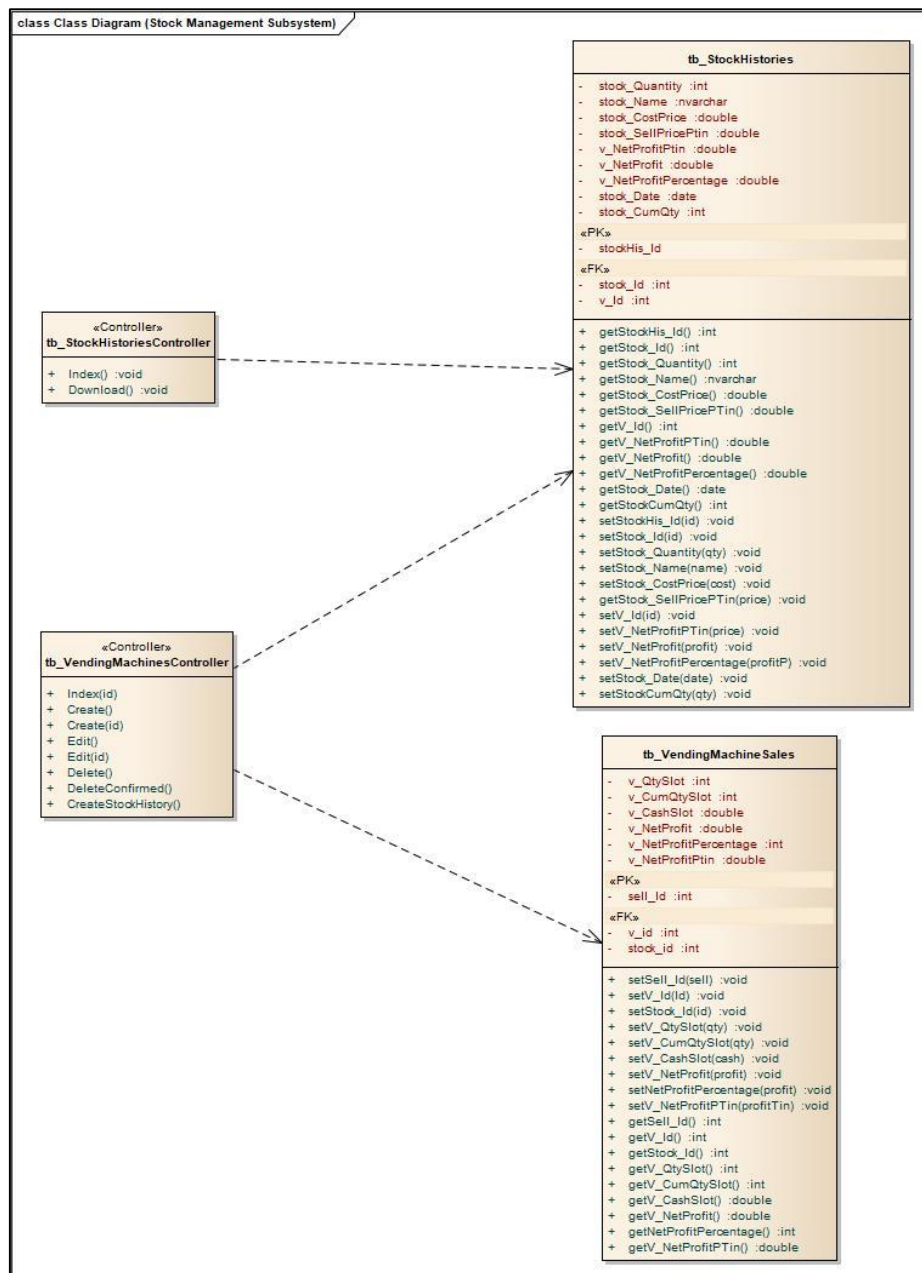 class Class Diagram (Stock Management Subsystem)
tb_StockHistories
- stock_Quantity :int
- stock_Name :nvarchar
- stock_CostPrice :double
- stock_SellPricePtin :double
- v_NetProfitPtin :double
- v_NetProfit :double
- v_NetProfitPercentage :double
- stock_Date :date
- stock_CumQty :int
«PK»
- stockHis_Id
«FK»
- stock_Id :int
- v_Id :int
+ getStockHis_Id() :int
+ getStock_Id() :int
+ getStock_Quantity() :int
+ getStock_Name() :nvarchar
+ getStock_CostPrice() :double
+ getStock_SellPricePTin() :double
+ getV_Id() :int
+ getV_NetProfitPTin() :double
+ getV_NetProfit() :double
+ getV_NetProfitPercentage() :double
+ getStock_Date() :date
+ getStockCumQty() :int
+ setStockHis_Id(id) :void
+ setStock_Id(id) :void
+ setStock_Quantity(qty) :void
+ setStock_Name(name) :void
+ setStock_CostPrice(cost) :void
+ getStock_SellPricePTin(price) :void
+ setV_Id(id) :void
+ setV_NetProfitPTin(price) :void
+ setV_NetProfit(profit) :void
+ setV_NetProfitPercentage(profitP) :void
+ setStock_Date(date) :void
+ setStockCumQty(qty) :void
«Controller»
tb_StockHistoriesController
+ Index() :void
+ Download() :void
«Controller»
tb_VendingMachinesController
+ Index(id)
+ Create()
+ Create(id)
+ Edit()
+ Edit(id)
+ Delete()
+ DeleteConfirmed()
+ CreateStockHistory()
tb_VendingMachineSales
- v_QtySlot :int
- v_CumQtySlot :int
- v_CashSlot :double
- v_NetProfit :double
- v_NetProfitPercentage :int
- v_NetProfitPtin :double
«PK»
- sell_Id :int
«FK»
- v_id :int
- stock_id :int
+ setSell_Id(sell) :void
+ setV_Id(Id) :void
+ setStock_Id(id) :void
+ setV_QtySlot(qty) :void
+ setV_CumQtySlot(qty) :void
+ setV_CashSlot(cash) :void
+ setV_NetProfit(profit) :void
+ setNetProfitPercentage(profit) :void
+ setV_NetProfitPTin(profitTin) :void
+ getSell_Id() :int
+ getV_Id() :int
+ getStock_Id() :int
+ getV_QtySlot() :int
+ getV_CumQtySlot() :int
+ getV_CashSlot() :double
+ getV_NetProfit() :double
+ getNetProfitPercentage() :int
+ getV_NetProfitPTin() :double